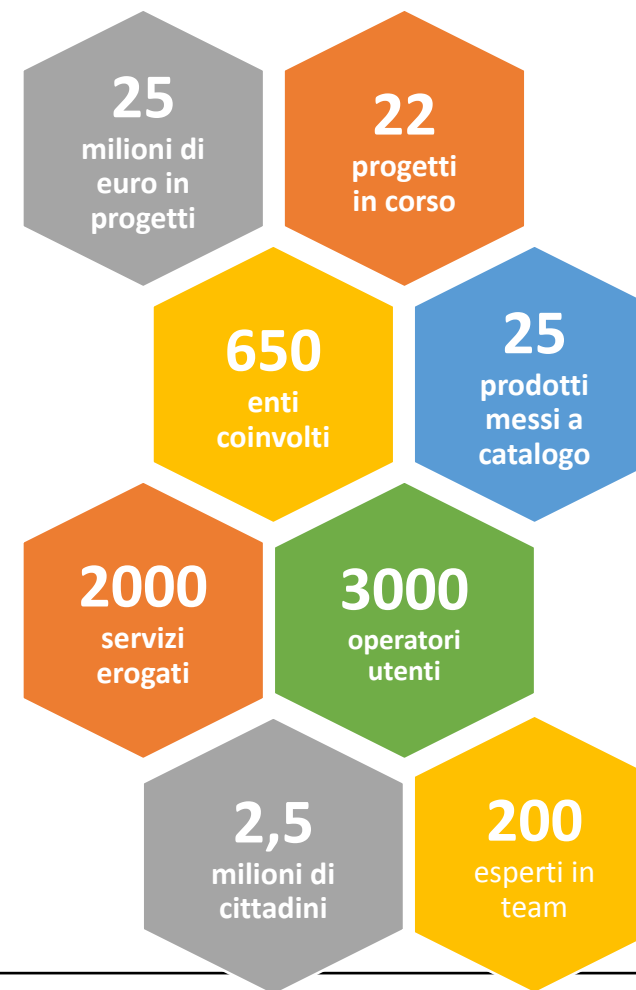 25
milioni di
euro in
progetti
22
progetti
in corso
650
enti
coinvolti
25
prodotti
messi a
catalogo
2000
servizi
erogati
3000
operatori
utenti
2,5
milioni di
cittadini
200
esperti in
team